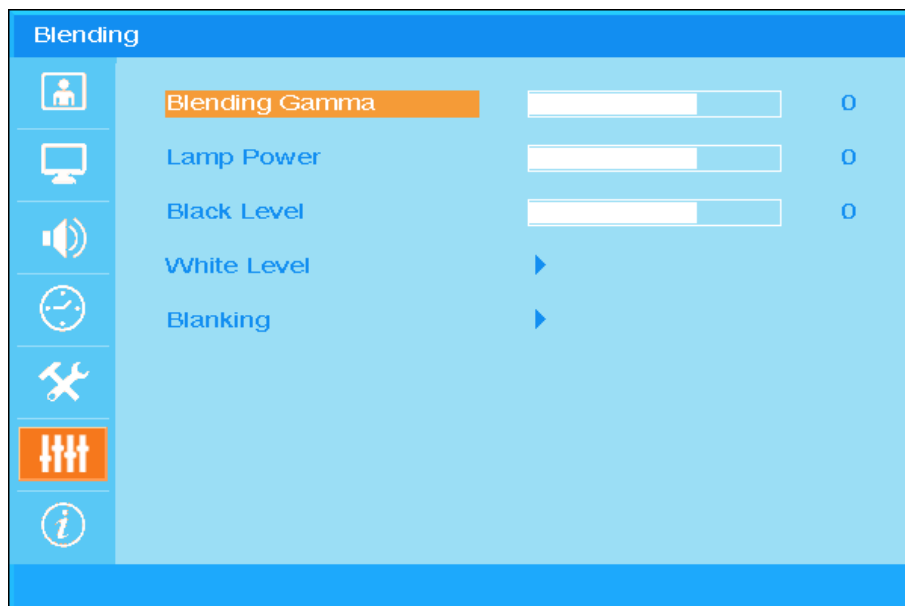 Blending
Blending Gamma 0
Lamp Power 0
Black Level 0
White Level
Blanking
i